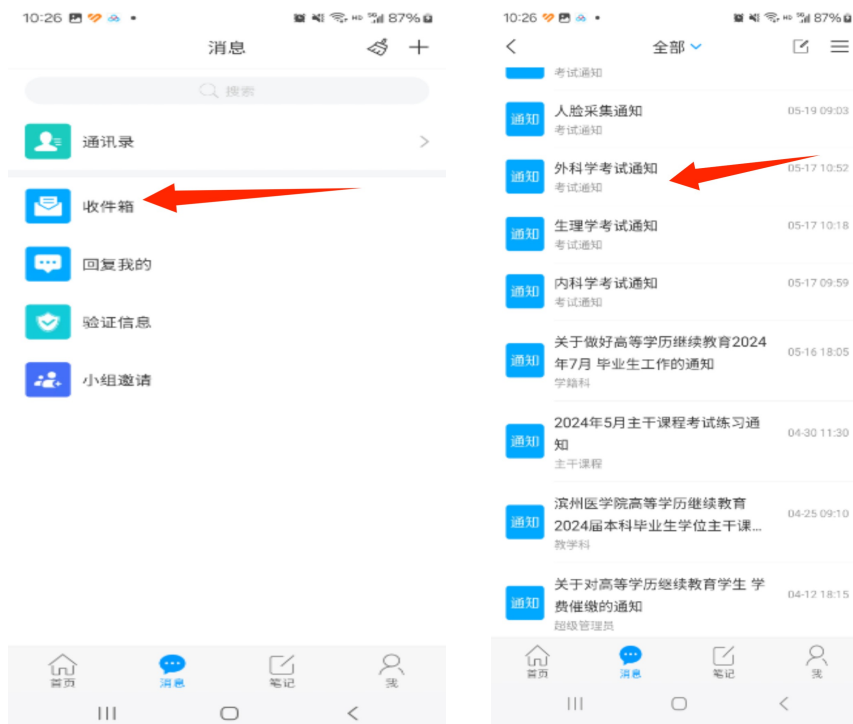 10:26
87%
消息
搜索
通讯录
收件箱
回复我的
验证信息
小组邀请
首页
消息
笔记
我
10:26
87%
全部
考试通知
通知
人脸采集通知
05-19 09:03
考试通知
通知
外科学考试通知
05-17 10:52
考试通知
通知
生理学考试通知
05-17 10:18
考试通知
通知
内科学考试通知
05-17 09:59
考试通知
通知
关于做好高等学历继续教育2024
年7月 毕业生工作的通知
05-16 18:05
学籍科
通知
2024年5月主干课程考试练习通
知
04-30 11:30
主干课程
通知
滨州医学院高等学历继续教育
2024届本科毕业生学位主干课...
04-25 09:10
教学科
通知
关于对高等学历继续教育学生 学
费催缴的通知
04-12 18:15
超级管理员
首页
消息
笔记
我